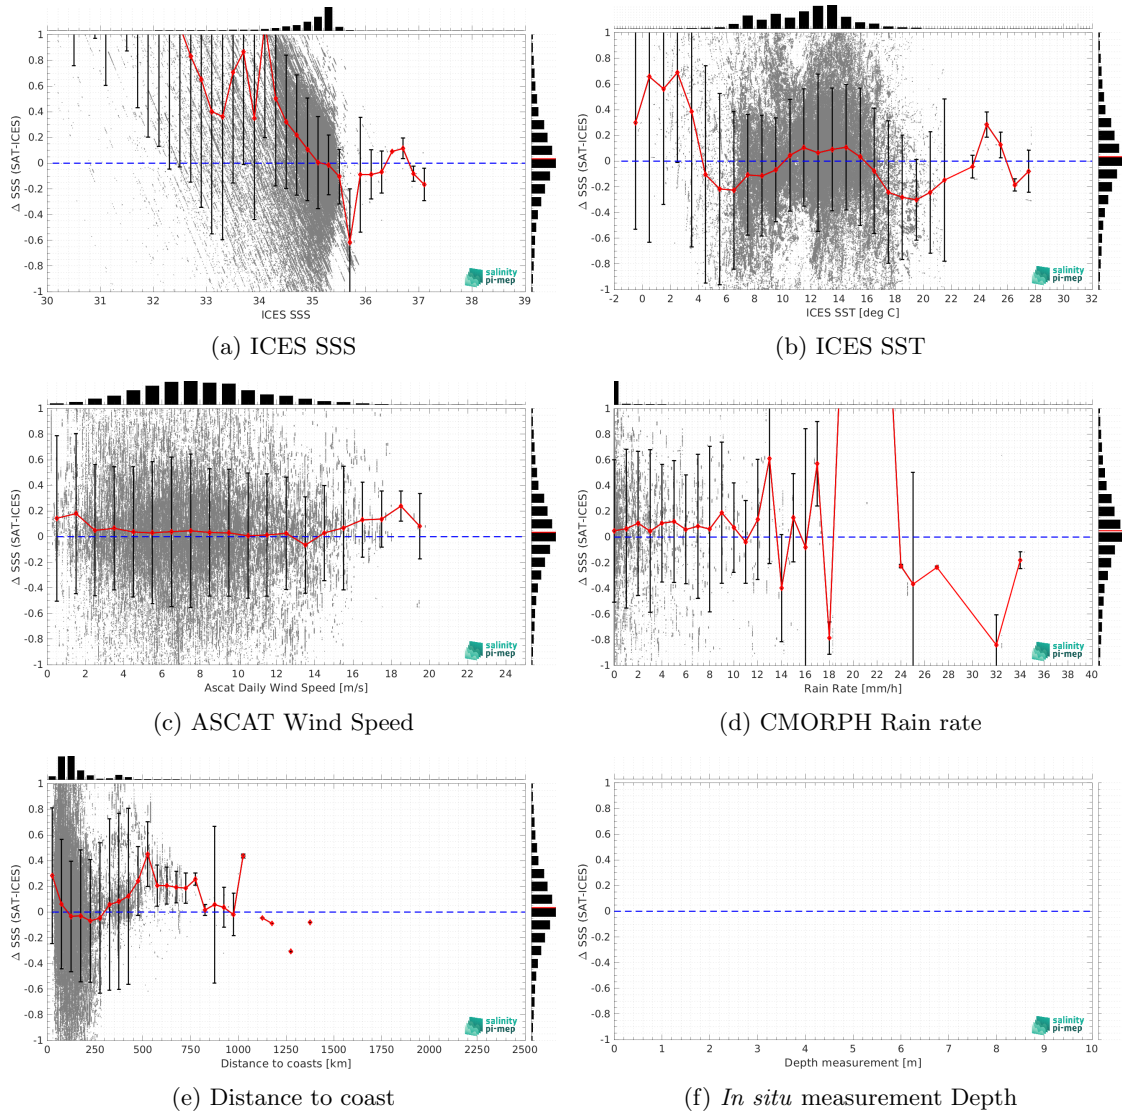 1
0.8
0.6
0.4
0.2
0
-0.2
-0.4
-0.6
-0.8
-1
Δ SSS (SAT-ICES)
30 31 32 33 34 35 36 37 38 39
ICES SSS
salinity
pi-mep
(a) ICES SSS
1
0.8
0.6
0.4
0.2
0
-0.2
-0.4
-0.6
-0.8
-1
Δ SSS (SAT-ICES)
-2 0 2 4 6 8 10 12 14 16 18 20 22 24 26 28 30 32
ICES SST [deg C]
salinity
pi-mep
(b) ICES SST
1
0.8
0.6
0.4
0.2
0
-0.2
-0.4
-0.6
-0.8
-1
Δ SSS (SAT-ICES)
0 2 4 6 8 10 12 14 16 18 20 22 24
Ascat Daily Wind Speed [m/s]
salinity
pi-mep
(c) ASCAT Wind Speed
1
0.8
0.6
0.4
0.2
0
-0.2
-0.4
-0.6
-0.8
-1
Δ SSS (SAT-ICES)
0 2 4 6 8 10 12 14 16 18 20 22 24 26 28 30 32 34 36 38 40
Rain Rate [mm/h]
salinity
pi-mep
(d) CMORPH Rain rate
1
0.8
0.6
0.4
0.2
0
-0.2
-0.4
-0.6
-0.8
-1
Δ SSS (SAT-ICES)
0 250 500 750 1000 1250 1500 1750 2000 2250 2500
Distance to coasts [km]
salinity
pi-mep
(e) Distance to coast
1
0.8
0.6
0.4
0.2
0
-0.2
-0.4
-0.6
-0.8
-1
Δ SSS (SAT-ICES)
0 1 2 3 4 5 6 7 8 9 10
Depth measurement [m]
salinity
pi-mep
(f) In situ measurement Depth